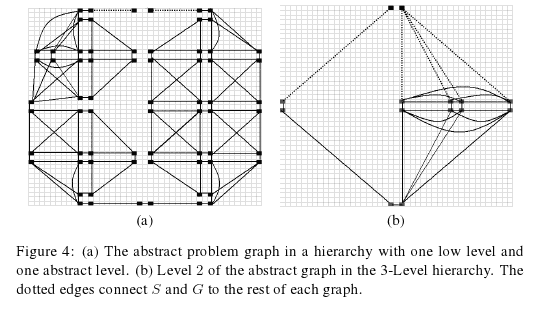 (a)
(b)
Figure 4: (a) The abstract problem graph in a hierarchy with one low level and
one abstract level. (b) Level 2 of the abstract graph in the 3-Level hierarchy. The
dotted edges connect S and G to the rest of each graph.